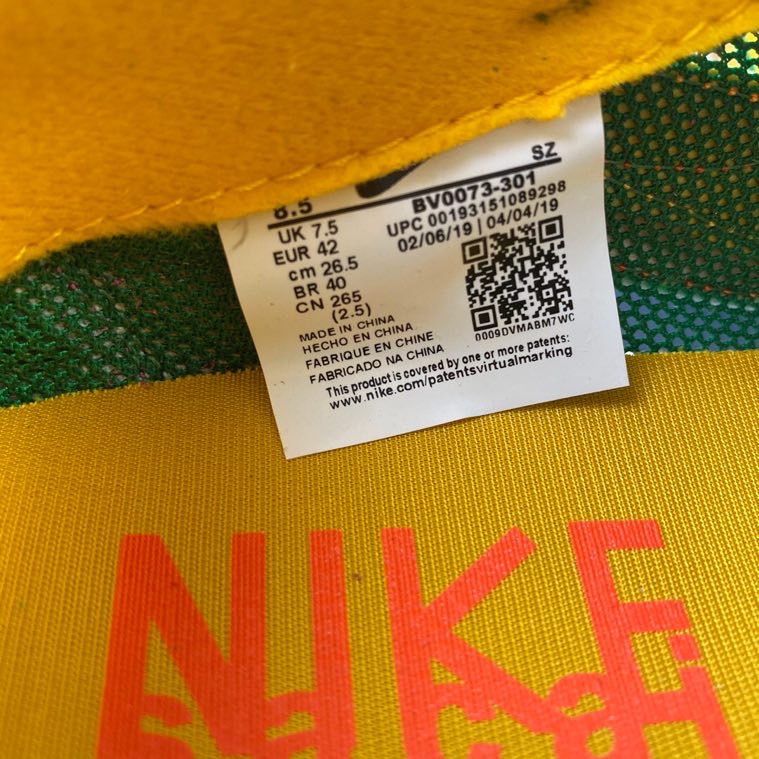 SZ
8.5
BV0073-301
UK 7.5
UPC 00193151089298
EUR 42
02/06/19 | 04/04/19
cm 26.5
BR 40
CN 265
(2.5)
MADE IN CHINA
HECHO EN CHINA
FABRIQUE EN CHINE
FABRICADO NA CHINA
0009DVMABM7WC
This product is covered by one or more patents:
www.nike.com/patentsvirtualmarking
NIKE
sacai